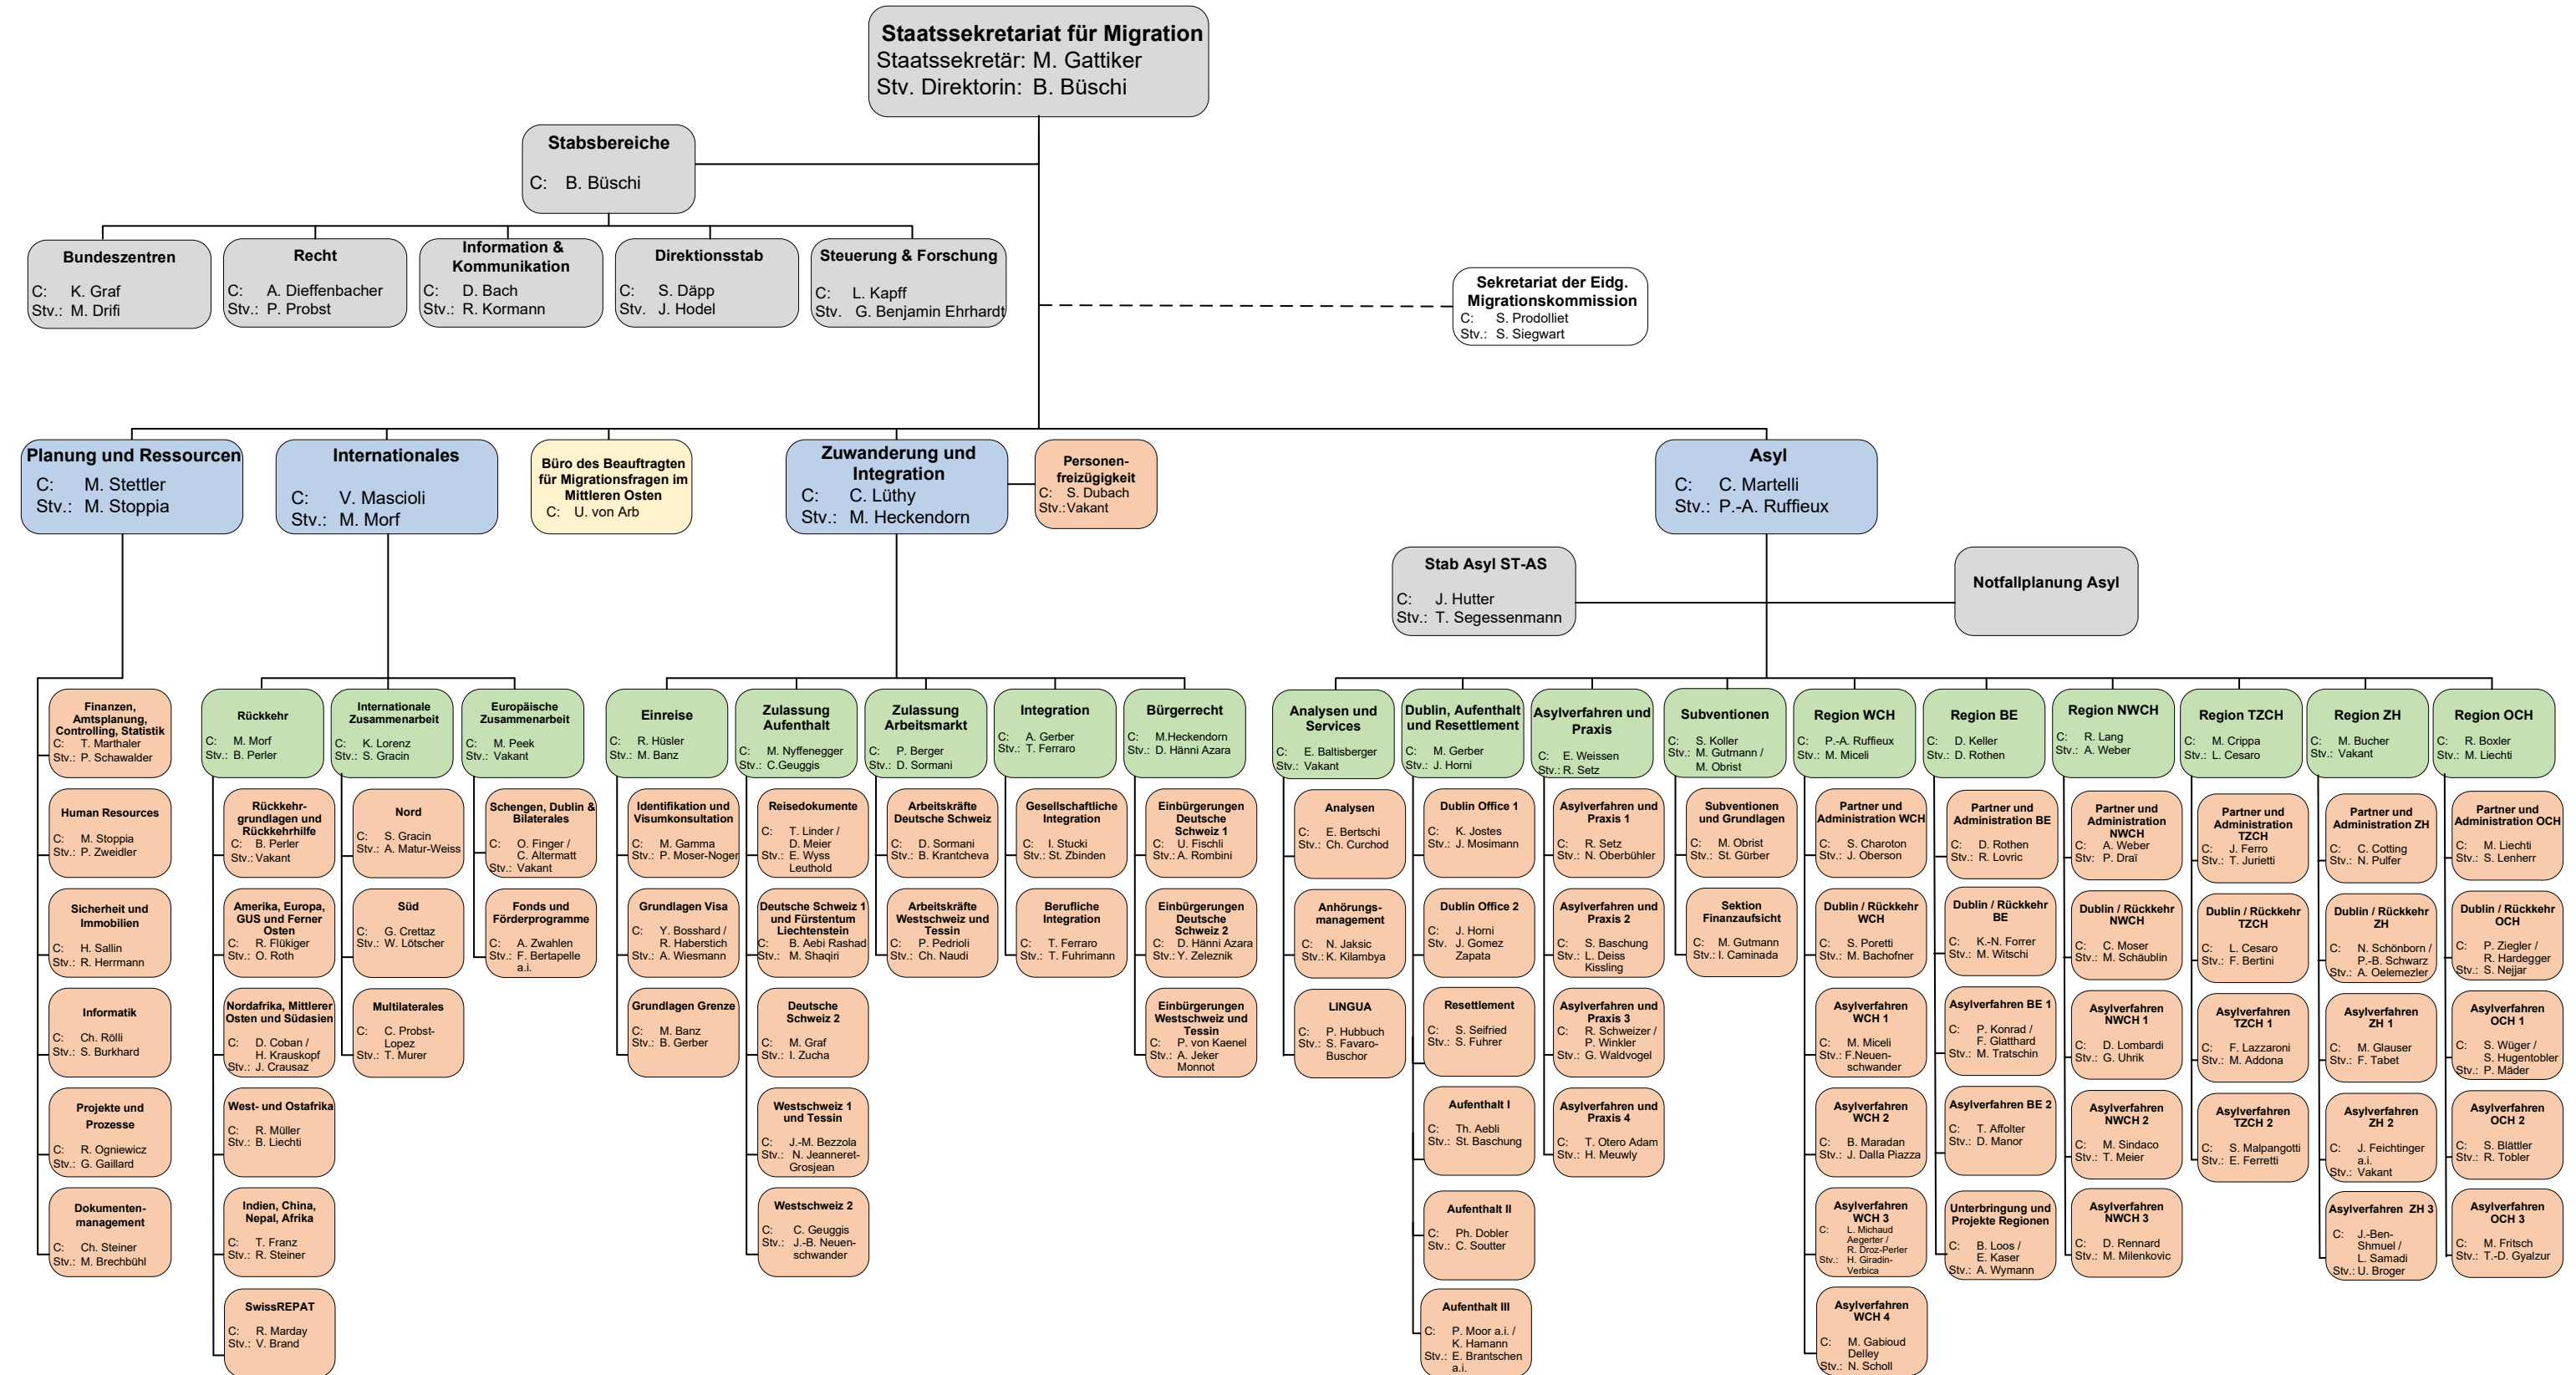 Staatssekretariat für Migration
Staatssekretär: M. Gattiker
Stv. Direktorin: B. Büschi
Stabsbereiche
C: B. Büschi
Bundeszentren
C: K. Graf
Stv.: M. Drifi
Recht
C: A. Dieffenbacher
Stv.: P. Probst
Information &
Kommunikation
C: D. Bach
Stv.: R. Kormann
Direktionsstab
C: S. Däpp
Stv. J. Hodel
Steuerung & Forschung
C: L. Kapff
Stv. G. Benjamin Ehrhardt
Sekretariat der Eidg.
Migrationskommission
C: S. Prodolliet
Stv.: S. Siegwart
Planung und Ressourcen
C: M. Stettler
Stv.: M. Stoppia
Internationales
C: V. Mascioli
Stv.: M. Morf
Büro des Beauftragten
für Migrationsfragen im
Mittleren Osten
C: U. von Arb
Zuwanderung und
Integration
C: C. Lüthy
Stv.: M. Heckendorn
Personen-
freizügigkeit
C: S. Dubach
Stv.: Vakant
Asyl
C: C. Martelli
Stv.: P.-A. Ruffieux
Stab Asyl ST-AS
C: J. Hutter
Stv.: T. Segessenmann
Notfallplanung Asyl
Finanzen,
Amtsplanung,
Controlling, Statistik
C: T. Marthaler
Stv.: P. Schawalder
Human Resources
C: M. Stoppia
Stv.: P. Zweidler
Sicherheit und
Immobilien
C: H. Sallin
Stv.: R. Herrmann
Informatik
C: Ch. Rölli
Stv.: S. Burkhard
Projekte und
Prozesse
C: R. Ogniewicz
Stv.: G. Gaillard
Dokumenten-
management
C: Ch. Steiner
Stv.: M. Brechbühl
Rückkehr
C: M. Morf
Stv.: B. Perler
Rückkehr-
grundlagen und
Rückkehrhilfe
C: B. Perler
Stv.: Vakant
Amerika, Europa,
GUS und Ferner
Osten
C: R. Flükiger
Stv.: O. Roth
Nordafrika, Mittlerer
Osten und Südasien
C: D. Coban /
H. Krauskopf
Stv.: J. Crausaz
West- und Ostafrika
C: R. Müller
Stv.: B. Liechti
Indien, China,
Nepal, Afrika
C: T. Franz
Stv.: R. Steiner
SwissREPAT
C: R. Marday
Stv.: V. Brand
Internationale
Zusammenarbeit
C: K. Lorenz
Stv.: S. Gracin
Nord
C: S. Gracin
Stv.: A. Matur-Weiss
Süd
C: G. Crettaz
Stv.: W. Lötscher
Multilaterales
C: C. Probst-
Lopez
Stv.: T. Murer
Europäische
Zusammenarbeit
C: M. Peek
Stv.: Vakant
Schengen, Dublin &
Bilaterales
C: O. Finger /
C. Altermatt
Stv.: Vakant
Fonds und
Förderprogramme
C: A. Zwahlen
Stv.: F. Bertapelle
a.i.
Einreise
C: R. Hüsler
Stv.: M. Banz
Identifikation und
Visumkonsultation
C: M. Gamma
Stv.: P. Moser-Noger
Grundlagen Visa
C: Y. Bosshard /
R. Haberstich
Stv.: A. Wiesmann
Grundlagen Grenze
C: M. Banz
Stv.: B. Gerber
Zulassung
Aufenthalt
C: M. Nyffenegger
Stv.: C.Geuggis
Reisedokumente
C: T. Linder /
D. Meier
Stv.: E. Wyss
Leuthold
Deutsche Schweiz 1
und Fürstentum
Liechtenstein
C: B. Aebi Rashad
Stv.: M. Shaqiri
Deutsche
Schweiz 2
C: M. Graf
Stv.: I. Zucha
Westschweiz 1
und Tessin
C: J.-M. Bezzola
Stv.: N. Jeanneret-
Grosjean
Westschweiz 2
C: C. Geuggis
Stv.: J.-B. Neuen-
schwander
Zulassung
Arbeitsmarkt
C: P. Berger
Stv.: D. Sormani
Arbeitskräfte
Deutsche Schweiz
C: D. Sormani
Stv.: B. Krantcheva
Arbeitskräfte
Westschweiz und
Tessin
C: P. Pedrioli
Stv.: Ch. Naudi
Integration
C: A. Gerber
Stv.: T. Ferraro
Gesellschaftliche
Integration
C: I. Stucki
Stv.: St. Zbinden
Berufliche
Integration
C: T. Ferraro
Stv.: T. Fuhrimann
Bürgerrecht
C: M.Heckendorn
Stv.: D. Hänni Azara
Einbürgerungen
Deutsche
Schweiz 1
C: U. Fischli
Stv.: A. Rombini
Einbürgerungen
Deutsche
Schweiz 2
C: D. Hänni Azara
Stv.: Y. Zeleznik
Einbürgerungen
Westschweiz und
Tessin
C: P. von Kaenel
Stv.: A. Jeker
Monnot
Analysen und
Services
C: E. Baltisberger
Stv.: Vakant
Analysen
C: E. Bertschi
Stv.: Ch. Curchod
Anhörungs-
management
C: N. Jaksic
Stv.: K. Kilambya
LINGUA
C: P. Hubbuch
Stv.: S. Favaro-
Buschor
Dublin, Aufenthalt
und Resettlement
C: M. Gerber
Stv.: J. Horni
Dublin Office 1
C: K. Jostes
Stv.: J. Mosimann
Dublin Office 2
C: J. Horni
Stv. J. Gomez
Zapata
Resettlement
C: S. Seifried
Stv.: S. Fuhrer
Aufenthalt I
C: Th. Aebli
Stv.: St. Baschung
Aufenthalt II
C: Ph. Dobler
Stv.: C. Soutter
Aufenthalt III
C: P. Moor a.i. /
K. Hamann
Stv.: E. Brantschen
a.i.
Asylverfahren und
Praxis
C: E. Weissen
Stv.: R. Setz
Asylverfahren und
Praxis 1
C: R. Setz
Stv.: N. Oberbühler
Asylverfahren und
Praxis 2
C: S. Baschung
Stv.: L. Deiss
Kissling
Asylverfahren und
Praxis 3
C: R. Schweizer /
P. Winkler
Stv.: G. Waldvogel
Asylverfahren und
Praxis 4
C: T. Otero Adam
Stv.: H. Meuwly
Subventionen
C: S. Koller
Stv.: M. Gutmann /
M. Obrist
Subventionen
und Grundlagen
C: M. Obrist
Stv.: St. Gürber
Sektion
Finanzaufsicht
C: M. Gutmann
Stv.: I. Caminada
Region WCH
C: P.-A. Ruffieux
Stv.: M. Miceli
Partner und
Administration WCH
C: S. Charoton
Stv.: J. Oberson
Dublin / Rückkehr
WCH
C: S. Poretti
Stv.: M. Bachofner
Asylverfahren
WCH 1
C: M. Miceli
Stv.: F.Neuen-
schwander
Asylverfahren
WCH 2
C: B. Maradan
Stv.: J. Dalla Piazza
Asylverfahren
WCH 3
C: L. Michaud
Aegerter /
R. Droz-Perler
Stv.: H. Giradin-
Verbica
Asylverfahren
WCH 4
C: M. Gabioud
Delley
Stv.: N. Scholl
Region BE
C: D. Keller
Stv.: D. Rothen
Partner und
Administration BE
C: D. Rothen
Stv.: R. Lovric
Dublin / Rückkehr
BE
C: K.-N. Forrer
Stv.: M. Witschi
Asylverfahren BE 1
C: P. Konrad /
F. Glatthard
Stv.: M. Tratschin
Asylverfahren BE 2
C: T. Affolter
Stv.: D. Manor
Unterbringung und
Projekte Regionen
C: B. Loos /
E. Kaser
Stv.: A. Wymann
Region NWCH
C: R. Lang
Stv.: A. Weber
Partner und
Administration
NWCH
C: A. Weber
Stv: P. Draï
Dublin / Rückkehr
NWCH
C: C. Moser
Stv.: M. Schäublin
Asylverfahren
NWCH 1
C: D. Lombardi
Stv.: G. Uhrik
Asylverfahren
NWCH 2
C: M. Sindaco
Stv.: T. Meier
Asylverfahren
NWCH 3
C: D. Rennard
Stv.: M. Milenkovic
Region TZCH
C: M. Crippa
Stv.: L. Cesaro
Partner und
Administration
TZCH
C: J. Ferro
Stv.: T. Jurietti
Dublin / Rückkehr
TZCH
C: L. Cesaro
Stv.: F. Bertini
Asylverfahren
TZCH 1
C: F. Lazzaroni
Stv.: M. Addona
Asylverfahren
TZCH 2
C: S. Malpangotti
Stv.: E. Ferretti
Region ZH
C: M. Bucher
Stv.: Vakant
Partner und
Administration ZH
C: C. Cotting
Stv.: N. Pulfer
Dublin / Rückkehr
ZH
C: N. Schönborn /
P.-B. Schwarz
Stv.: A. Oelemezler
Asylverfahren
ZH 1
C: M. Glauser
Stv.: F. Tabet
Asylverfahren
ZH 2
C: J. Feichtinger
a.i.
Stv.: Vakant
Asylverfahren ZH 3
C: J.-Ben-
Shmuel /
L. Samadi
Stv.: U. Broger
Region OCH
C: R. Boxler
Stv.: M. Liechti
Partner und
Administration OCH
C: M. Liechti
Stv.: S. Lenherr
Dublin / Rückkehr
OCH
C: P. Ziegler /
R. Hardegger
Stv.: S. Nejjar
Asylverfahren
OCH 1
C: S. Wüger /
S. Hugentobler
Stv.: P. Mäder
Asylverfahren
OCH 2
C: S. Blättler
Stv.: R. Tobler
Asylverfahren
OCH 3
C: M. Fritsch
Stv.: T.-D. Gyalzur